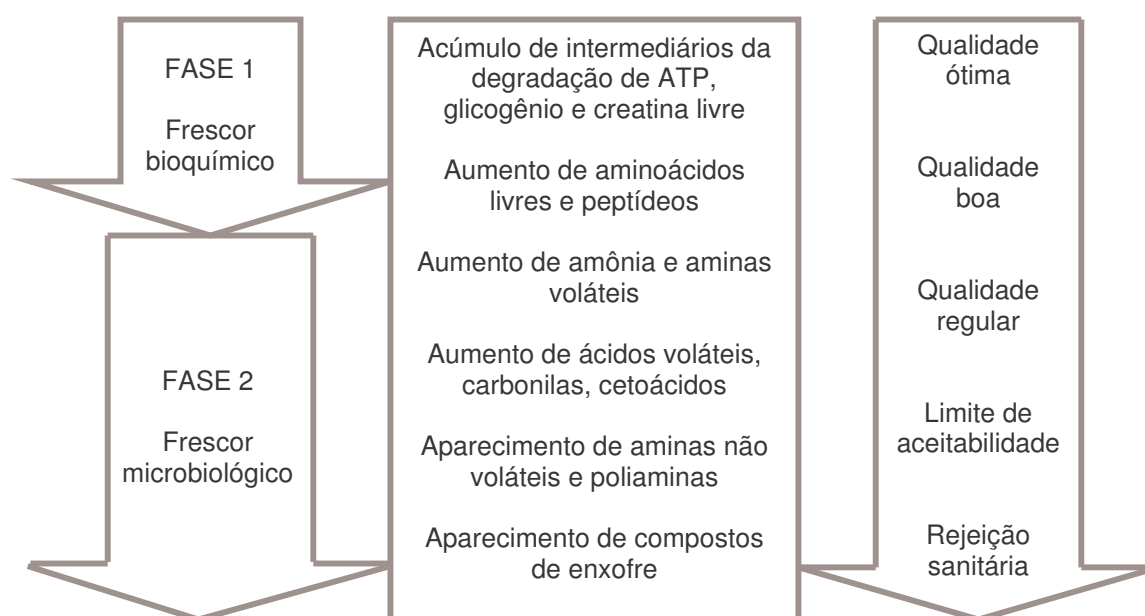 FASE 1
Frescor
bioquímico
FASE 2
Frescor
microbiológico
Acúmulo de intermediários da
degradação de ATP,
glicogênio e creatina livre
Aumento de aminoácidos
livres e peptídeos
Aumento de amônia e aminas
voláteis
Aumento de ácidos voláteis,
carbonilas, cetoácidos
Aparecimento de aminas não
voláteis e poliaminas
Aparecimento de compostos
de enxofre
Qualidade
ótima
Qualidade
boa
Qualidade
regular
Limite de
aceitabilidade
Rejeição
sanitária